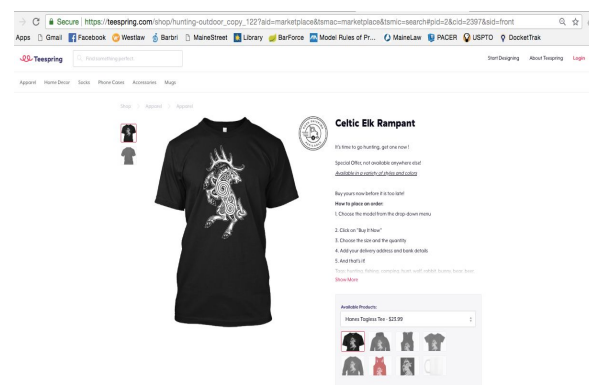 Secure | https://teespring.com/shop/hunting-outdoor_copy_122?aid=marketplace&tsmac=marketplace&tsmic=search#pid=2&cid=2397&sid=front
Apps Gmail Facebook Westlaw Barbri MaineStreet Library BarForce Model Rules of Pr... MaineLaw PACER USPTO DocketTrak
Teespring Find something perfect Start Designing About Teespring Login
Apparel Home Decor Socks Phone Cases Accessories Mugs
Shop / Apparel / Apparel
Celtic Elk Rampant
It's time to go hunting, get one now !
Special Offer, not available anywhere else!
Available in a variety of styles and colors
Buy yours now before it is too late!
How to place an order:
1. Choose the model from the drop-down menu
2. Click on "Buy it Now"
3. Choose the size and the quantity
4. Add your delivery address and bank details
5. And that's it!
Show More
Available Products:
Hanes Tagless Tee - $23.99